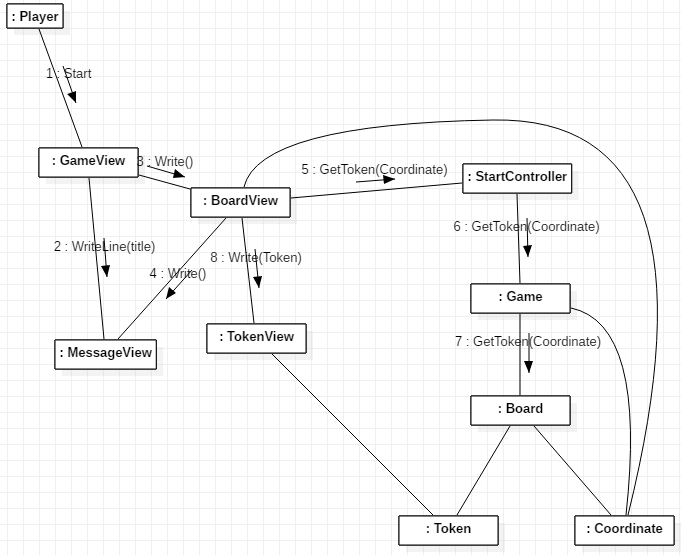 : Player
1 : Start
: GameView
3 : Write()
5 : GetToken(Coordinate)
: StartController
: BoardView
6 : GetToken(Coordinate)
2 : WriteLine(title)
8 : Write(Token)
4 : Write()
: Game
: TokenView
7 : GetToken(Coordinate)
: MessageView
: Board
: Token
: Coordinate